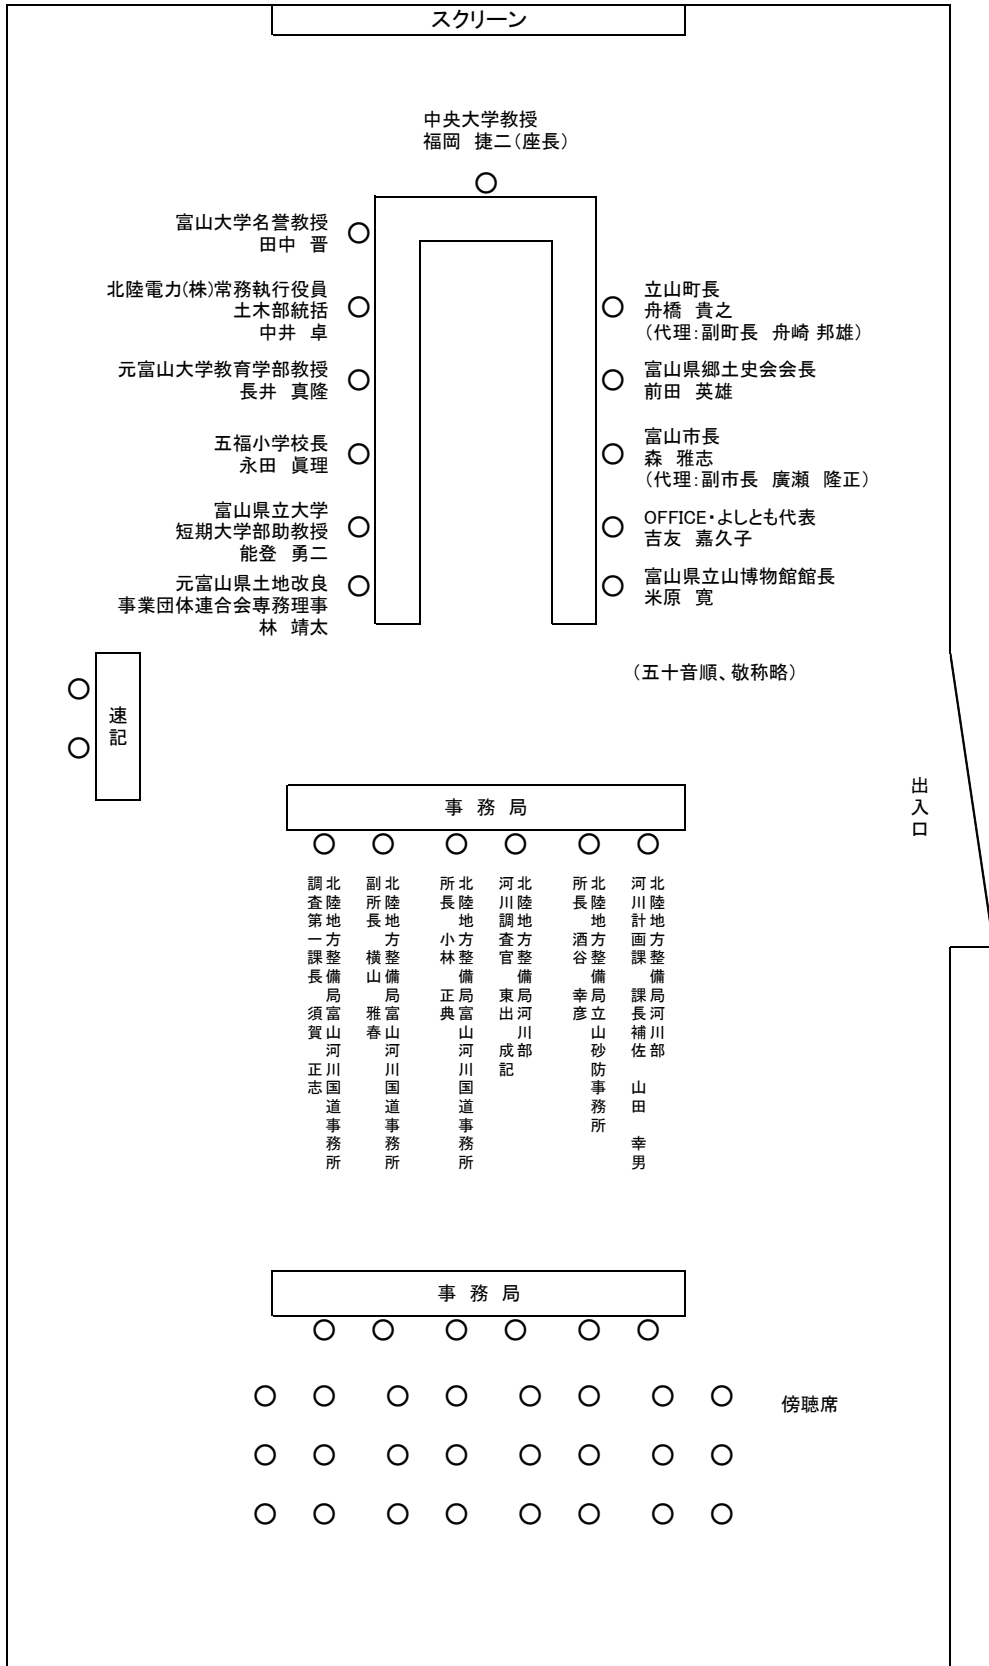 スクリーン
中央大学教授
福岡　捷二（座長）
富山大学名誉教授
田中　晋
北陸電力(株)常務執行役員
土木部統括
中井　卓
元富山大学教育学部教授
長井　真隆
五福小学校長
永田　眞理
富山県立大学
短期大学部助教授
能登　勇二
元富山県土地改良
事業団体連合会専務理事
林　靖太
立山町長
舟橋　貴之
（代理：副町長　舟崎 邦雄）
富山県郷土史会会長
前田　英雄
富山市長
森　雅志
（代理：副市長　廣瀬　隆正）
OFFICE・よしとも代表
吉友　嘉久子
富山県立山博物館館長
米原　寛
（五十音順、敬称略）
速記
出入口
事　務　局
北陸地方整備局河川部
河川計画課　課長補佐　山田　幸男
北陸地方整備局立山砂防事務所
所長　酒谷　幸彦
北陸地方整備局河川部
河川調査官　東出　成記
北陸地方整備局富山河川国道事務所
所長　小林　正典
北陸地方整備局富山河川国道事務所
副所長　横山　雅春
北陸地方整備局富山河川国道事務所
調査第一課長　須賀　正志
事　務　局
傍聴席